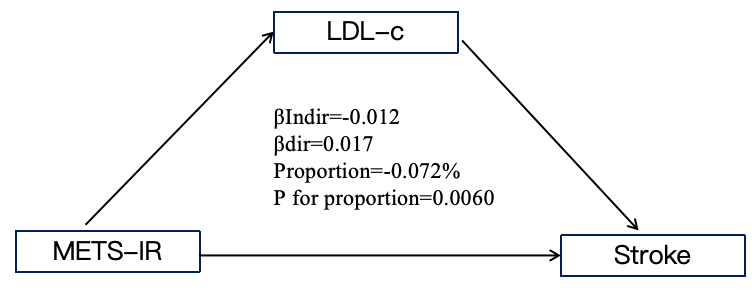 LDL-c
βIndir=-0.012
βdir=0.017
Proportion=-0.072%
P for proportion=0.0060
METS-IR
Stroke